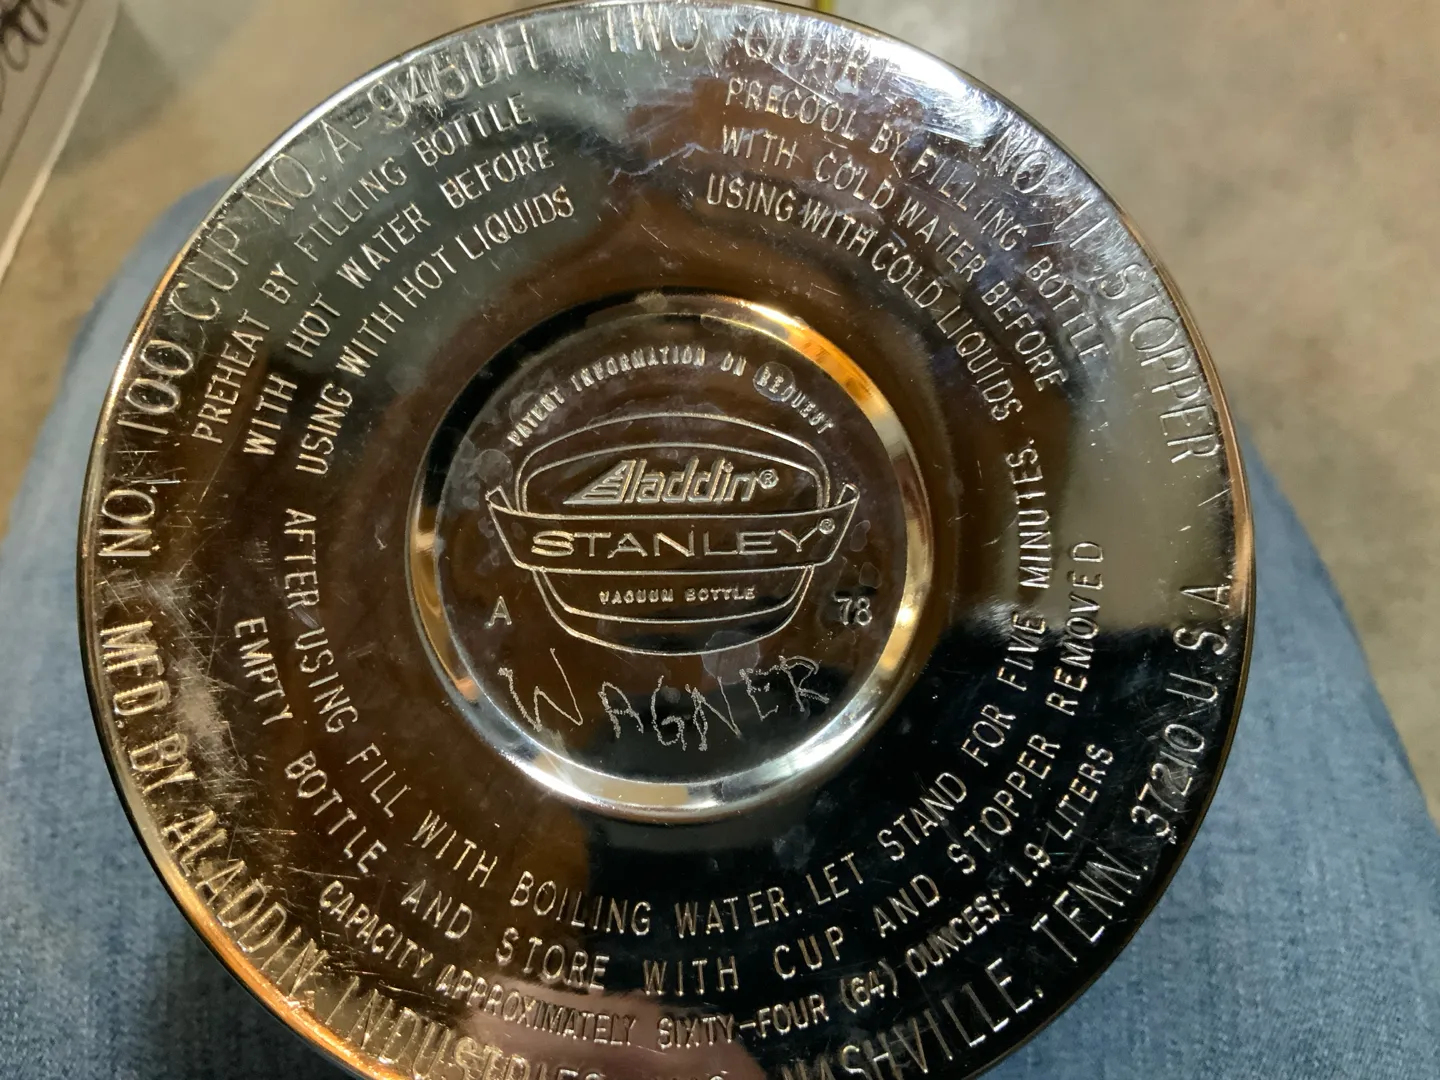 NO. 100 CUP NO. A-945DH TWO QUART NO. 71 STOPPER
PREHEAT BY FILLING BOTTLE
WITH HOT WATER BEFORE
USING WITH HOT LIQUIDS
PRECOOL BY FILLING BOTTLE
WITH COLD WATER BEFORE
USING WITH COLD LIQUIDS
PATENT INFORMATION ON REQUEST
Aladdin®
STANLEY®
VACUUM BOTTLE
A 78
WAGNER
AFTER USING FILL WITH BOILING WATER. LET STAND FOR FIVE MINUTES.
EMPTY BOTTLE AND STORE WITH CUP AND STOPPER REMOVED
CAPACITY APPROXIMATELY SIXTY-FOUR (64) OUNCES; 1.9 LITERS
MFD. BY ALADDIN INDUSTRIES NASHVILLE, TENN. 37210 U.S.A.